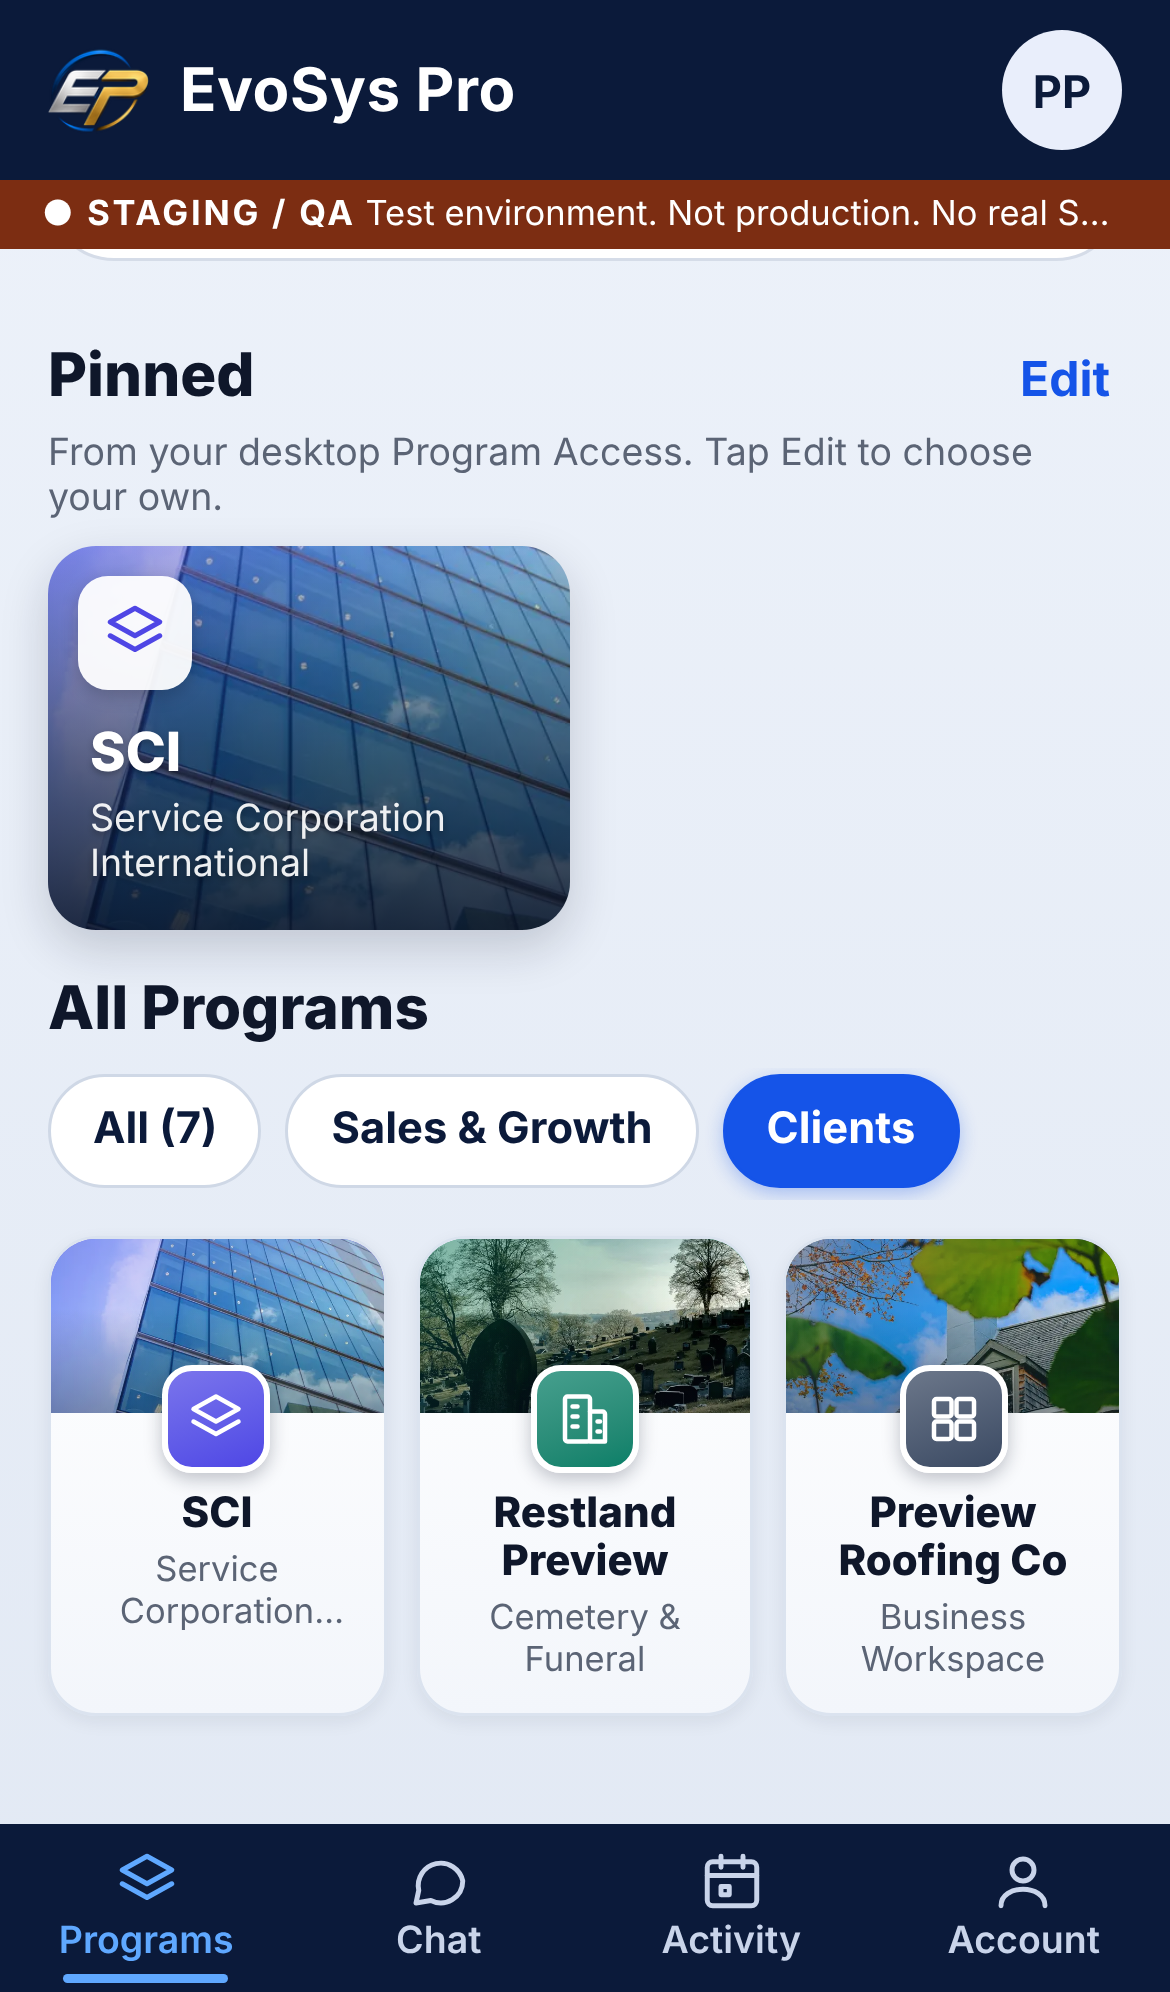 EP
EvoSys Pro
PP
STAGING / QA Test environment. Not production. No real S...
Pinned
Edit
From your desktop Program Access. Tap Edit to choose
your own.
SCI
Service Corporation
International
All Programs
All (7)
Sales & Growth
Clients
SCI
Service
Corporation...
Restland
Preview
Cemetery &
Funeral
Preview
Roofing Co
Business
Workspace
Programs
Chat
Activity
Account